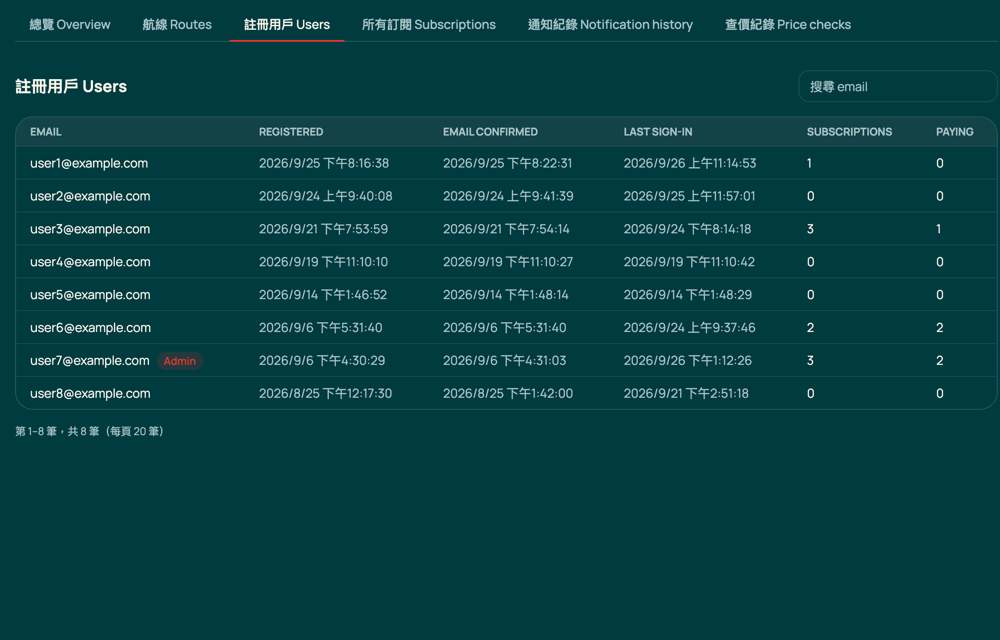 總覽 Overview 航線 Routes 註冊用戶 Users 所有訂閱 Subscriptions 通知紀錄 Notification history 查價紀錄 Price checks
註冊用戶 Users 搜尋 email
EMAIL REGISTERED EMAIL CONFIRMED LAST SIGN-IN SUBSCRIPTIONS PAYING
user1@example.com 2026/9/25 下午8:16:38 2026/9/25 下午8:22:31 2026/9/26 上午11:14:53 1 0
user2@example.com 2026/9/24 上午9:40:08 2026/9/24 上午9:41:39 2026/9/25 上午11:57:01 0 0
user3@example.com 2026/9/21 下午7:53:59 2026/9/21 下午7:54:14 2026/9/24 下午8:14:18 3 1
user4@example.com 2026/9/19 下午11:10:10 2026/9/19 下午11:10:27 2026/9/19 下午11:10:42 0 0
user5@example.com 2026/9/14 下午1:46:52 2026/9/14 下午1:48:14 2026/9/14 下午1:48:29 0 0
user6@example.com 2026/9/6 下午5:31:40 2026/9/6 下午5:31:40 2026/9/24 上午9:37:46 2 2
user7@example.com Admin 2026/9/6 下午4:30:29 2026/9/6 下午4:31:03 2026/9/26 下午1:12:26 3 2
user8@example.com 2026/8/25 下午12:17:30 2026/8/25 下午1:42:00 2026/9/21 下午2:51:18 0 0
第 1–8 筆，共 8 筆（每頁 20 筆）